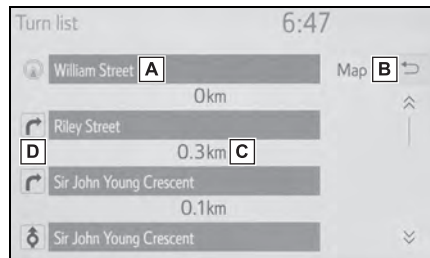 Turn list 6:47
William Street A Map B
0km
Riley Street
D 0.3km C
Sir John Young Crescent
0.1km
Sir John Young Crescent